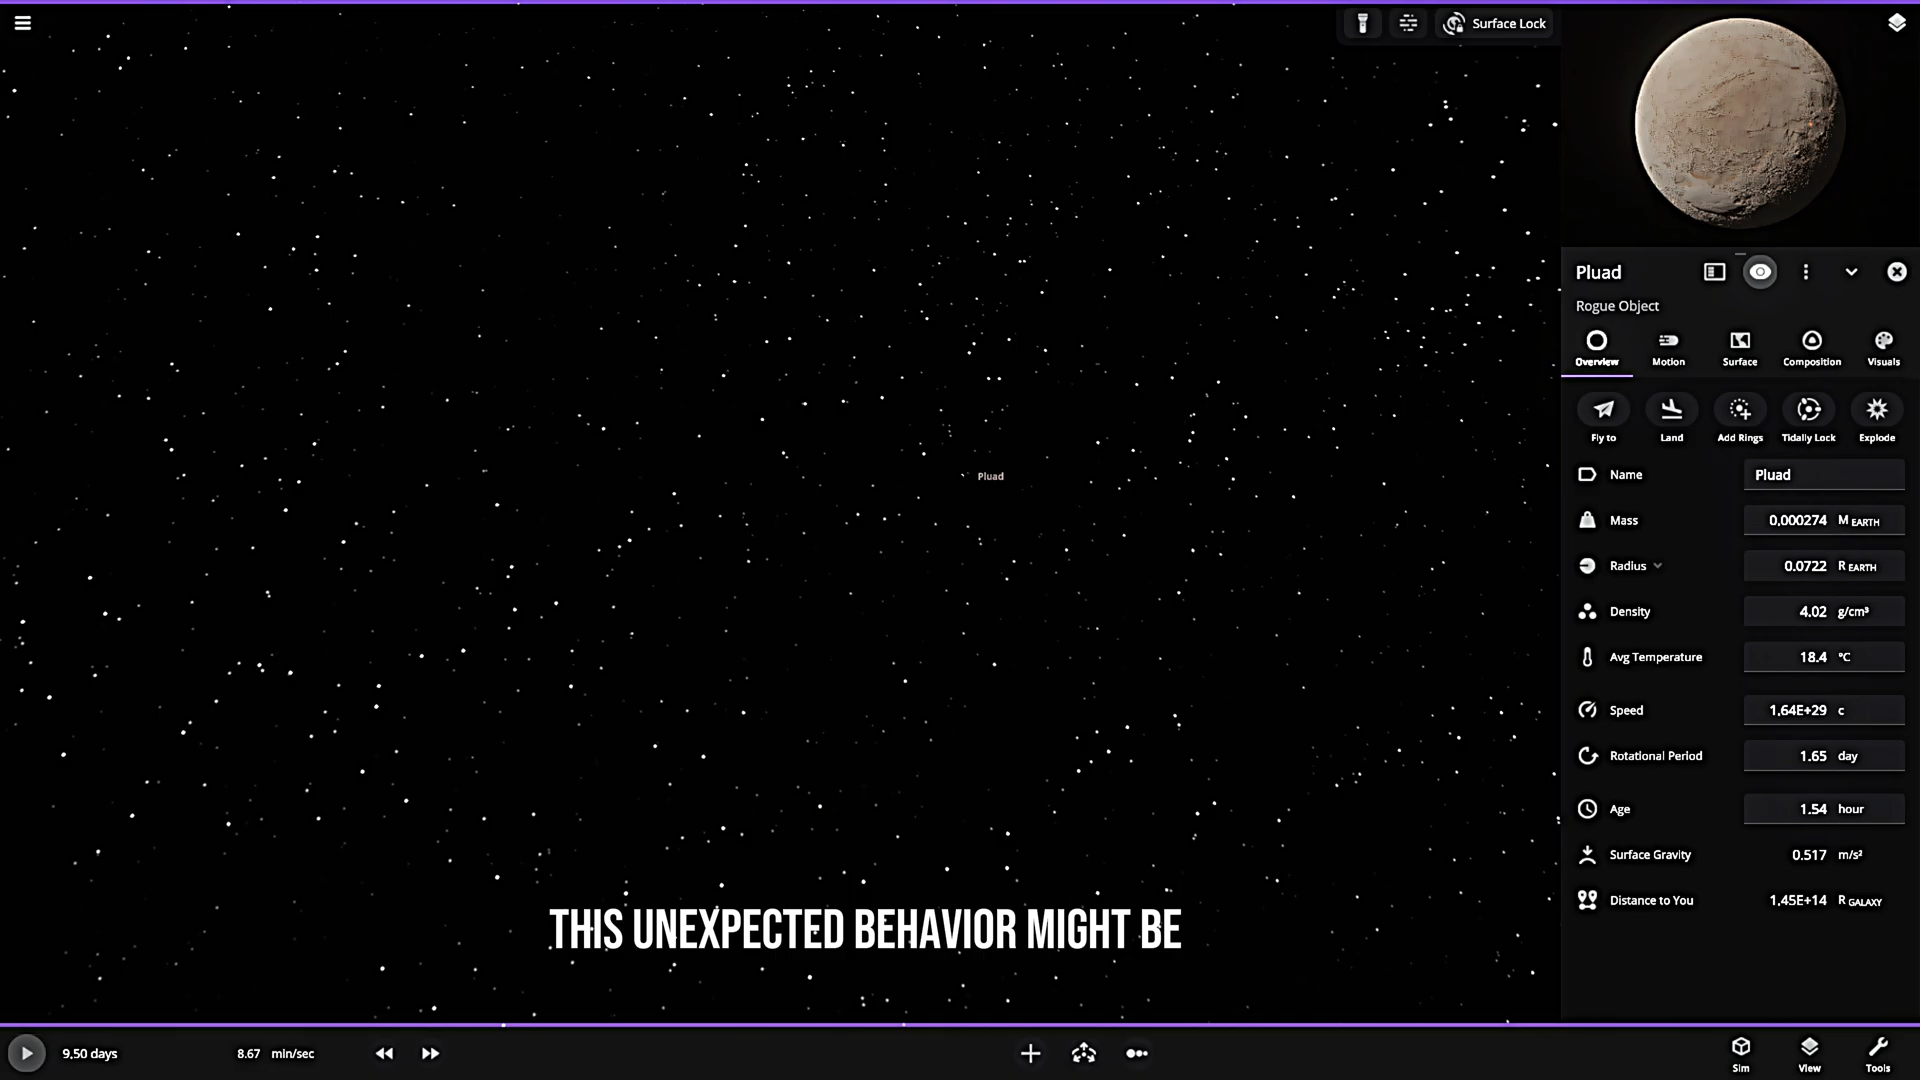 Surface Lock
Pluad
Rogue Object
Overview Motion Surface Composition Visuals
Fly to Land Add Rings Tidally Lock Explode
Name Pluad
Mass 0.000274 M EARTH
Radius 0.0722 R EARTH
Density 4.02 g/cm³
Avg Temperature 18.4 °C
Speed 1.64E+29 c
Rotational Period 1.65 day
Age 1.54 hour
Surface Gravity 0.517 m/s²
Distance to You 1.45E+14 R GALAXY
Pluad
THIS UNEXPECTED BEHAVIOR MIGHT BE
9.50 days 8.67 min/sec
Sim View Tools